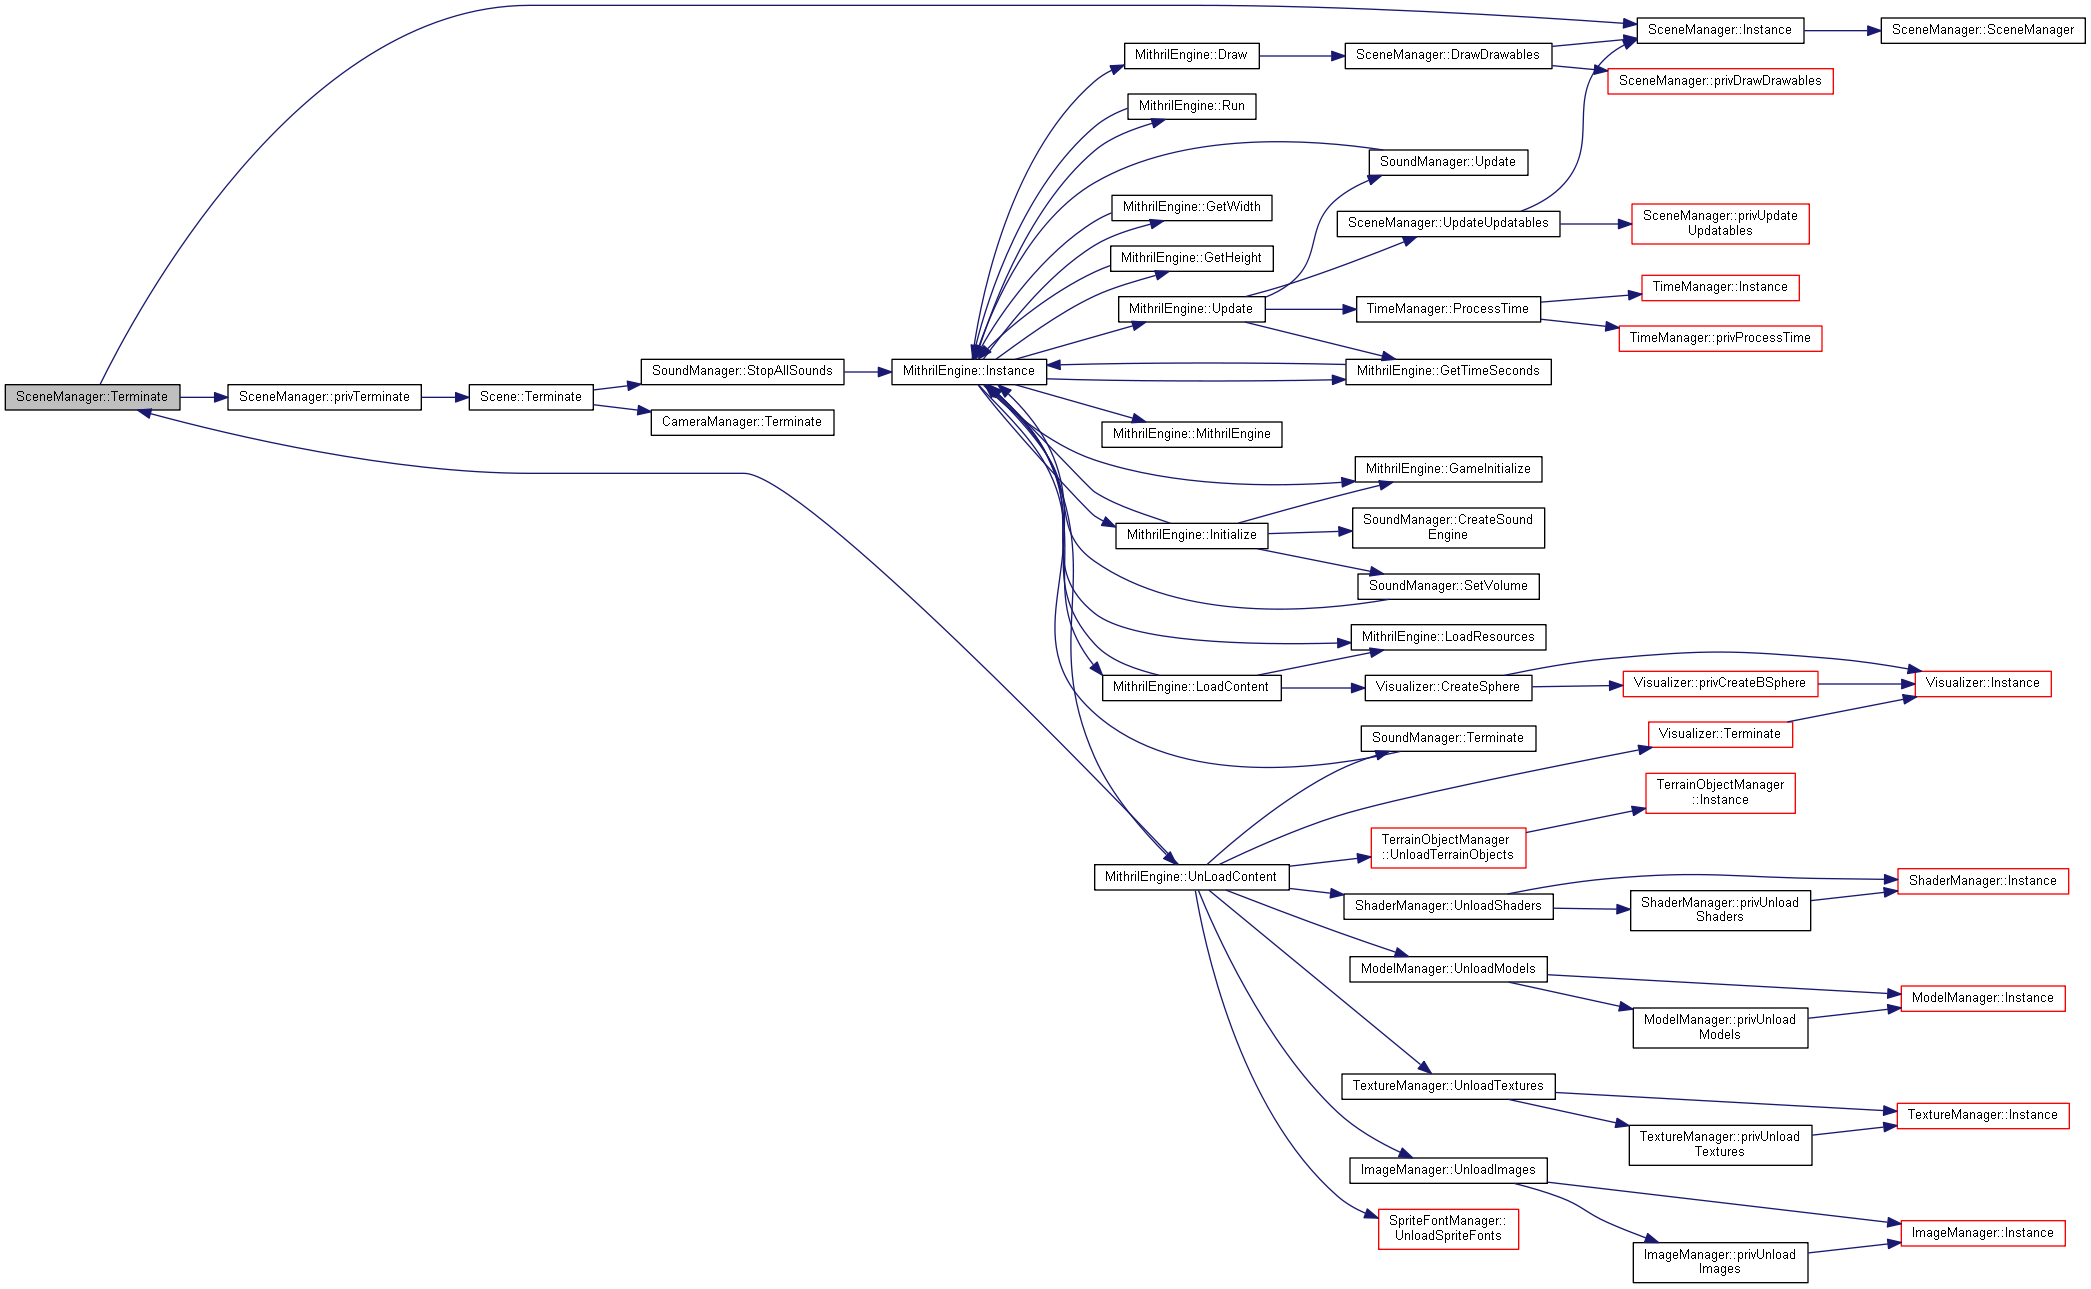 SceneManager::Terminate
SceneManager::privTerminate
Scene::Terminate
SoundManager::StopAllSounds
CameraManager::Terminate
MithrilEngine::Instance
MithrilEngine::Draw
MithrilEngine::Run
MithrilEngine::GetWidth
MithrilEngine::GetHeight
MithrilEngine::Update
MithrilEngine::MithrilEngine
MithrilEngine::Initialize
MithrilEngine::LoadContent
MithrilEngine::UnLoadContent
SceneManager::DrawDrawables
SoundManager::Update
SceneManager::UpdateUpdatables
TimeManager::ProcessTime
MithrilEngine::GetTimeSeconds
MithrilEngine::GameInitialize
SoundManager::CreateSound
Engine
SoundManager::SetVolume
MithrilEngine::LoadResources
Visualizer::CreateSphere
SoundManager::Terminate
TerrainObjectManager
::UnloadTerrainObjects
ShaderManager::UnloadShaders
ModelManager::UnloadModels
TextureManager::UnloadTextures
ImageManager::UnloadImages
SpriteFontManager::
UnloadSpriteFonts
SceneManager::Instance
SceneManager::privDrawDrawables
SceneManager::privUpdate
Updatables
TimeManager::Instance
TimeManager::privProcessTime
Visualizer::privCreateBSphere
Visualizer::Terminate
TerrainObjectManager
::Instance
ShaderManager::privUnload
Shaders
ModelManager::privUnload
Models
TextureManager::privUnload
Textures
ImageManager::privUnload
Images
SceneManager::SceneManager
Visualizer::Instance
ShaderManager::Instance
ModelManager::Instance
TextureManager::Instance
ImageManager::Instance